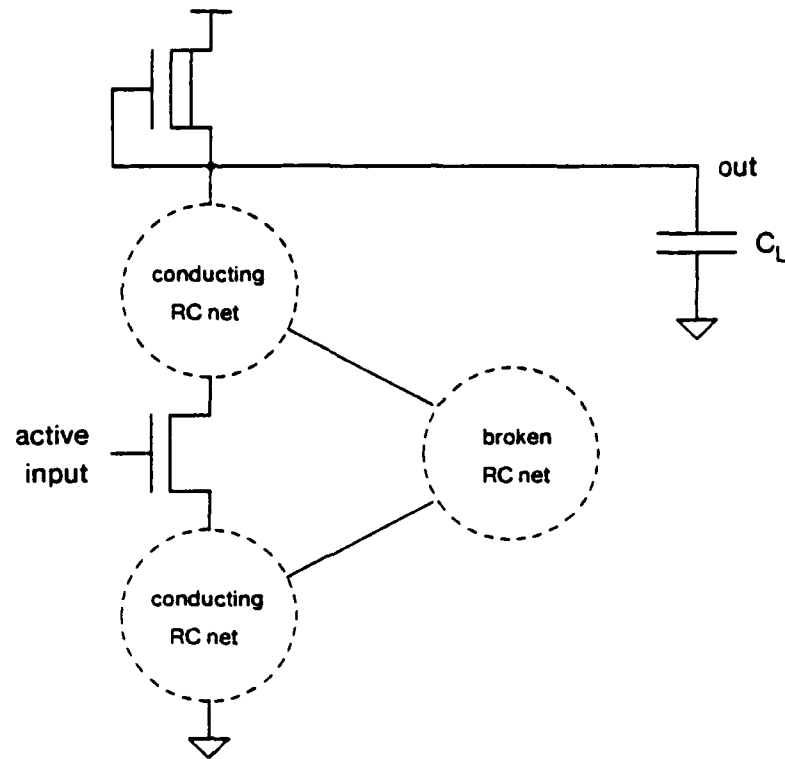 out
C_L
conducting
RC net
active
input
broken
RC net
conducting
RC net